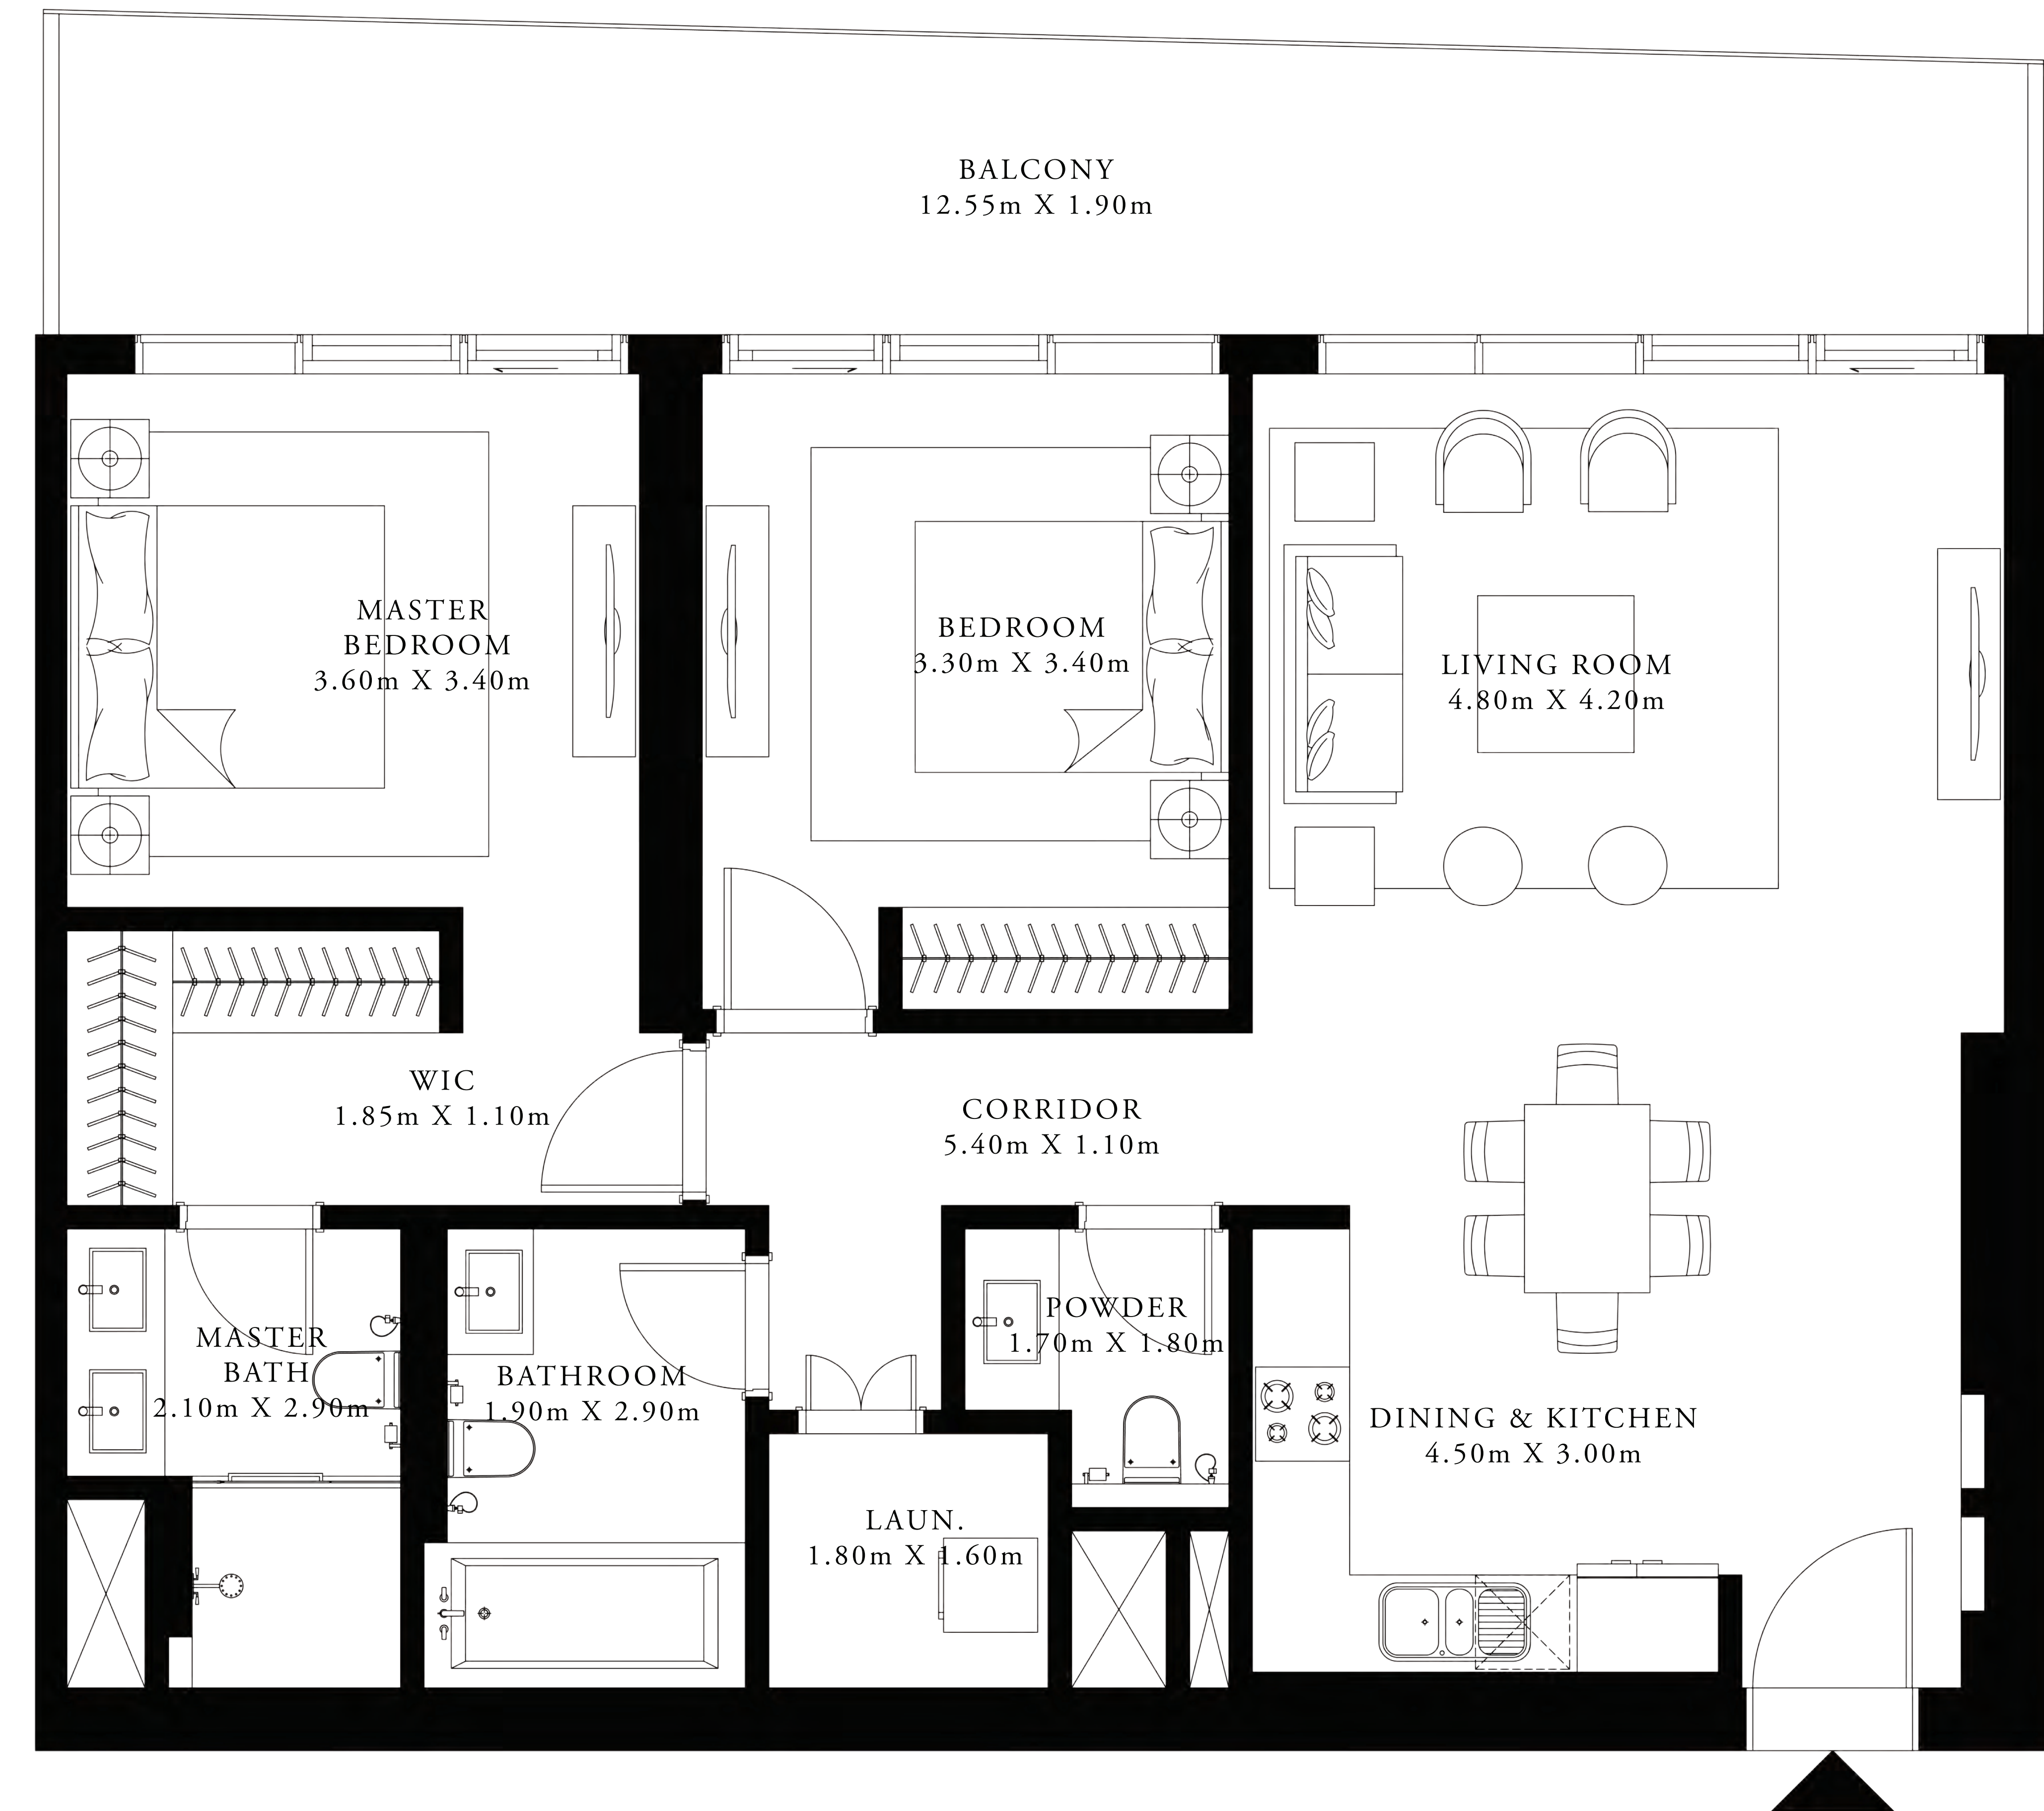 BALCONY
12.55m X 1.90m
MASTER
BEDROOM
3.60m X 3.40m
BEDROOM
3.30m X 3.40m
LIVING ROOM
4.80m X 4.20m
WIC
1.85m X 1.10m
CORRIDOR
5.40m X 1.10m
MASTER
BATH
2.10m X 2.90m
BATHROOM
1.90m X 2.90m
POWDER
1.70m X 1.80m
DINING & KITCHEN
4.50m X 3.00m
LAUN.
1.80m X 1.60m